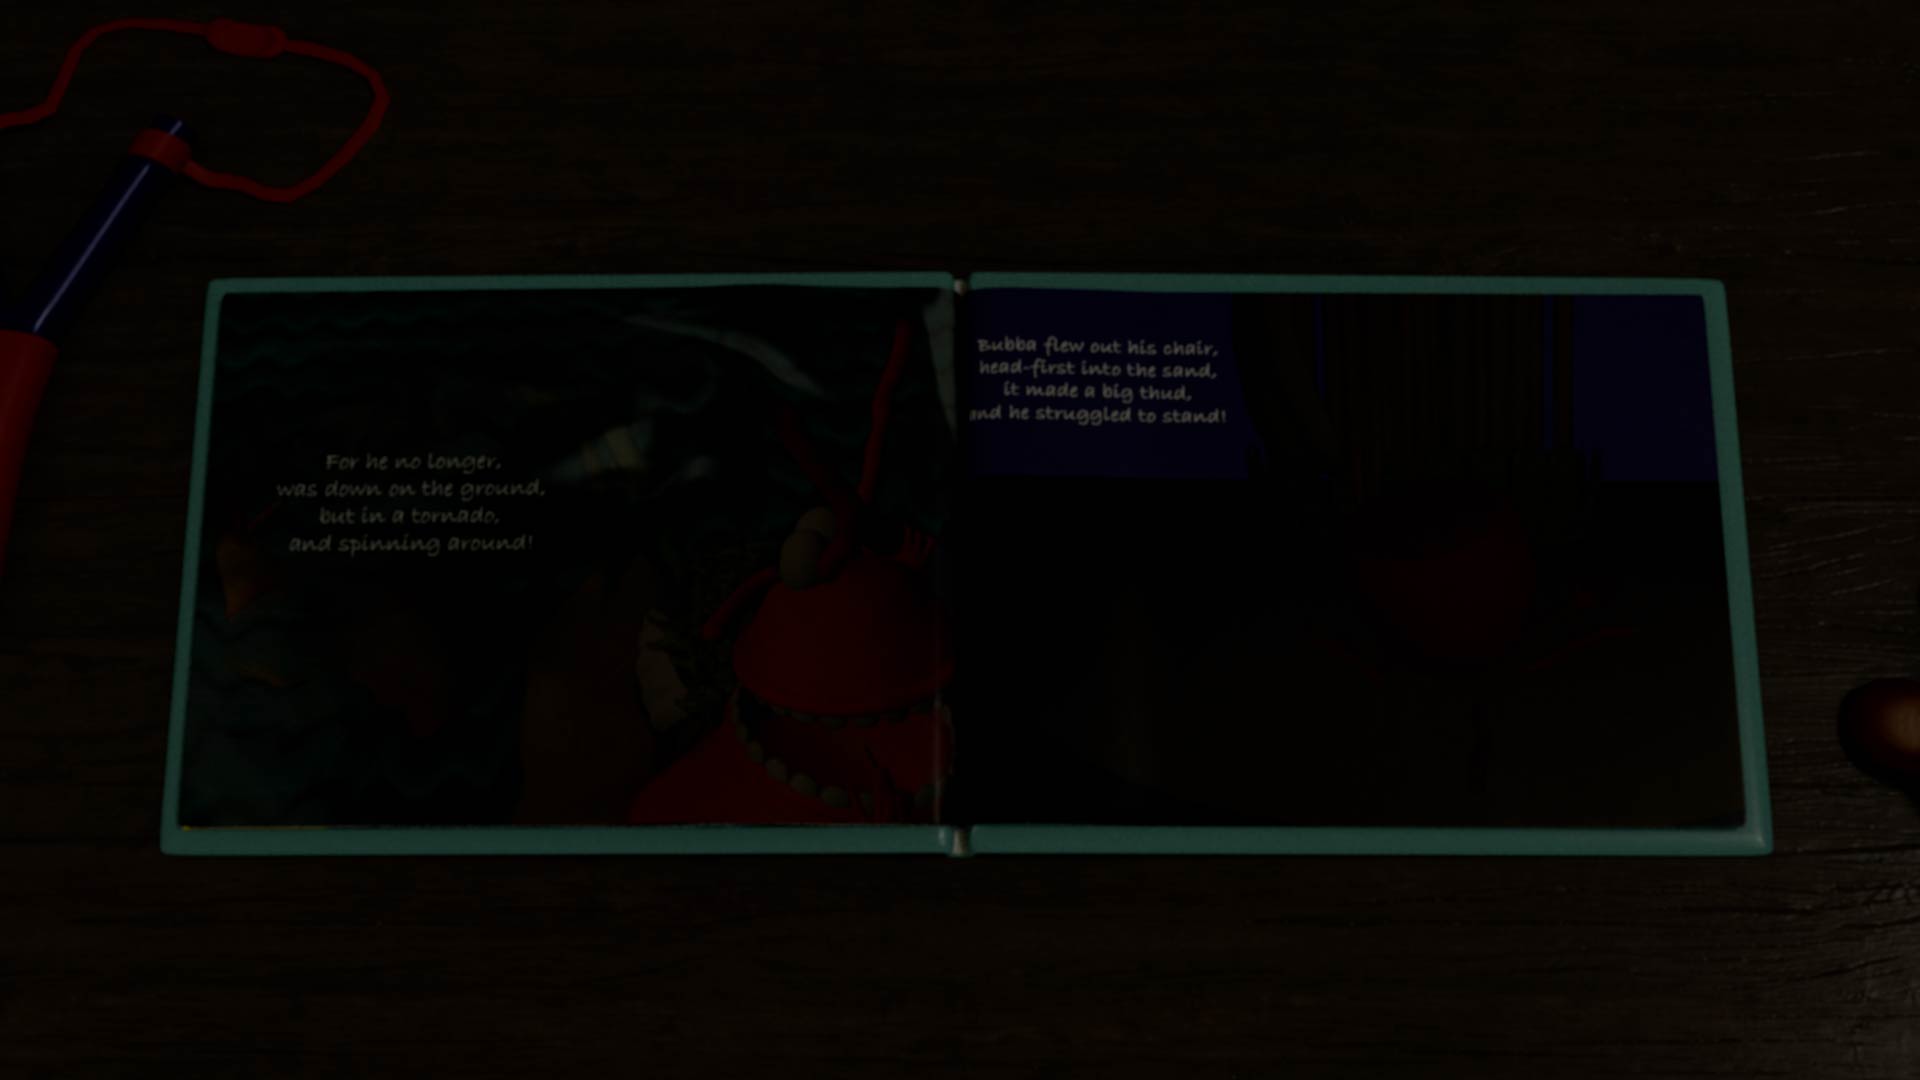 For he no longer,
was down on the ground,
but in a tornado,
and spinning around!
Bubba flew out his chair,
head-first into the sand,
it made a big thud,
and he struggled to stand!